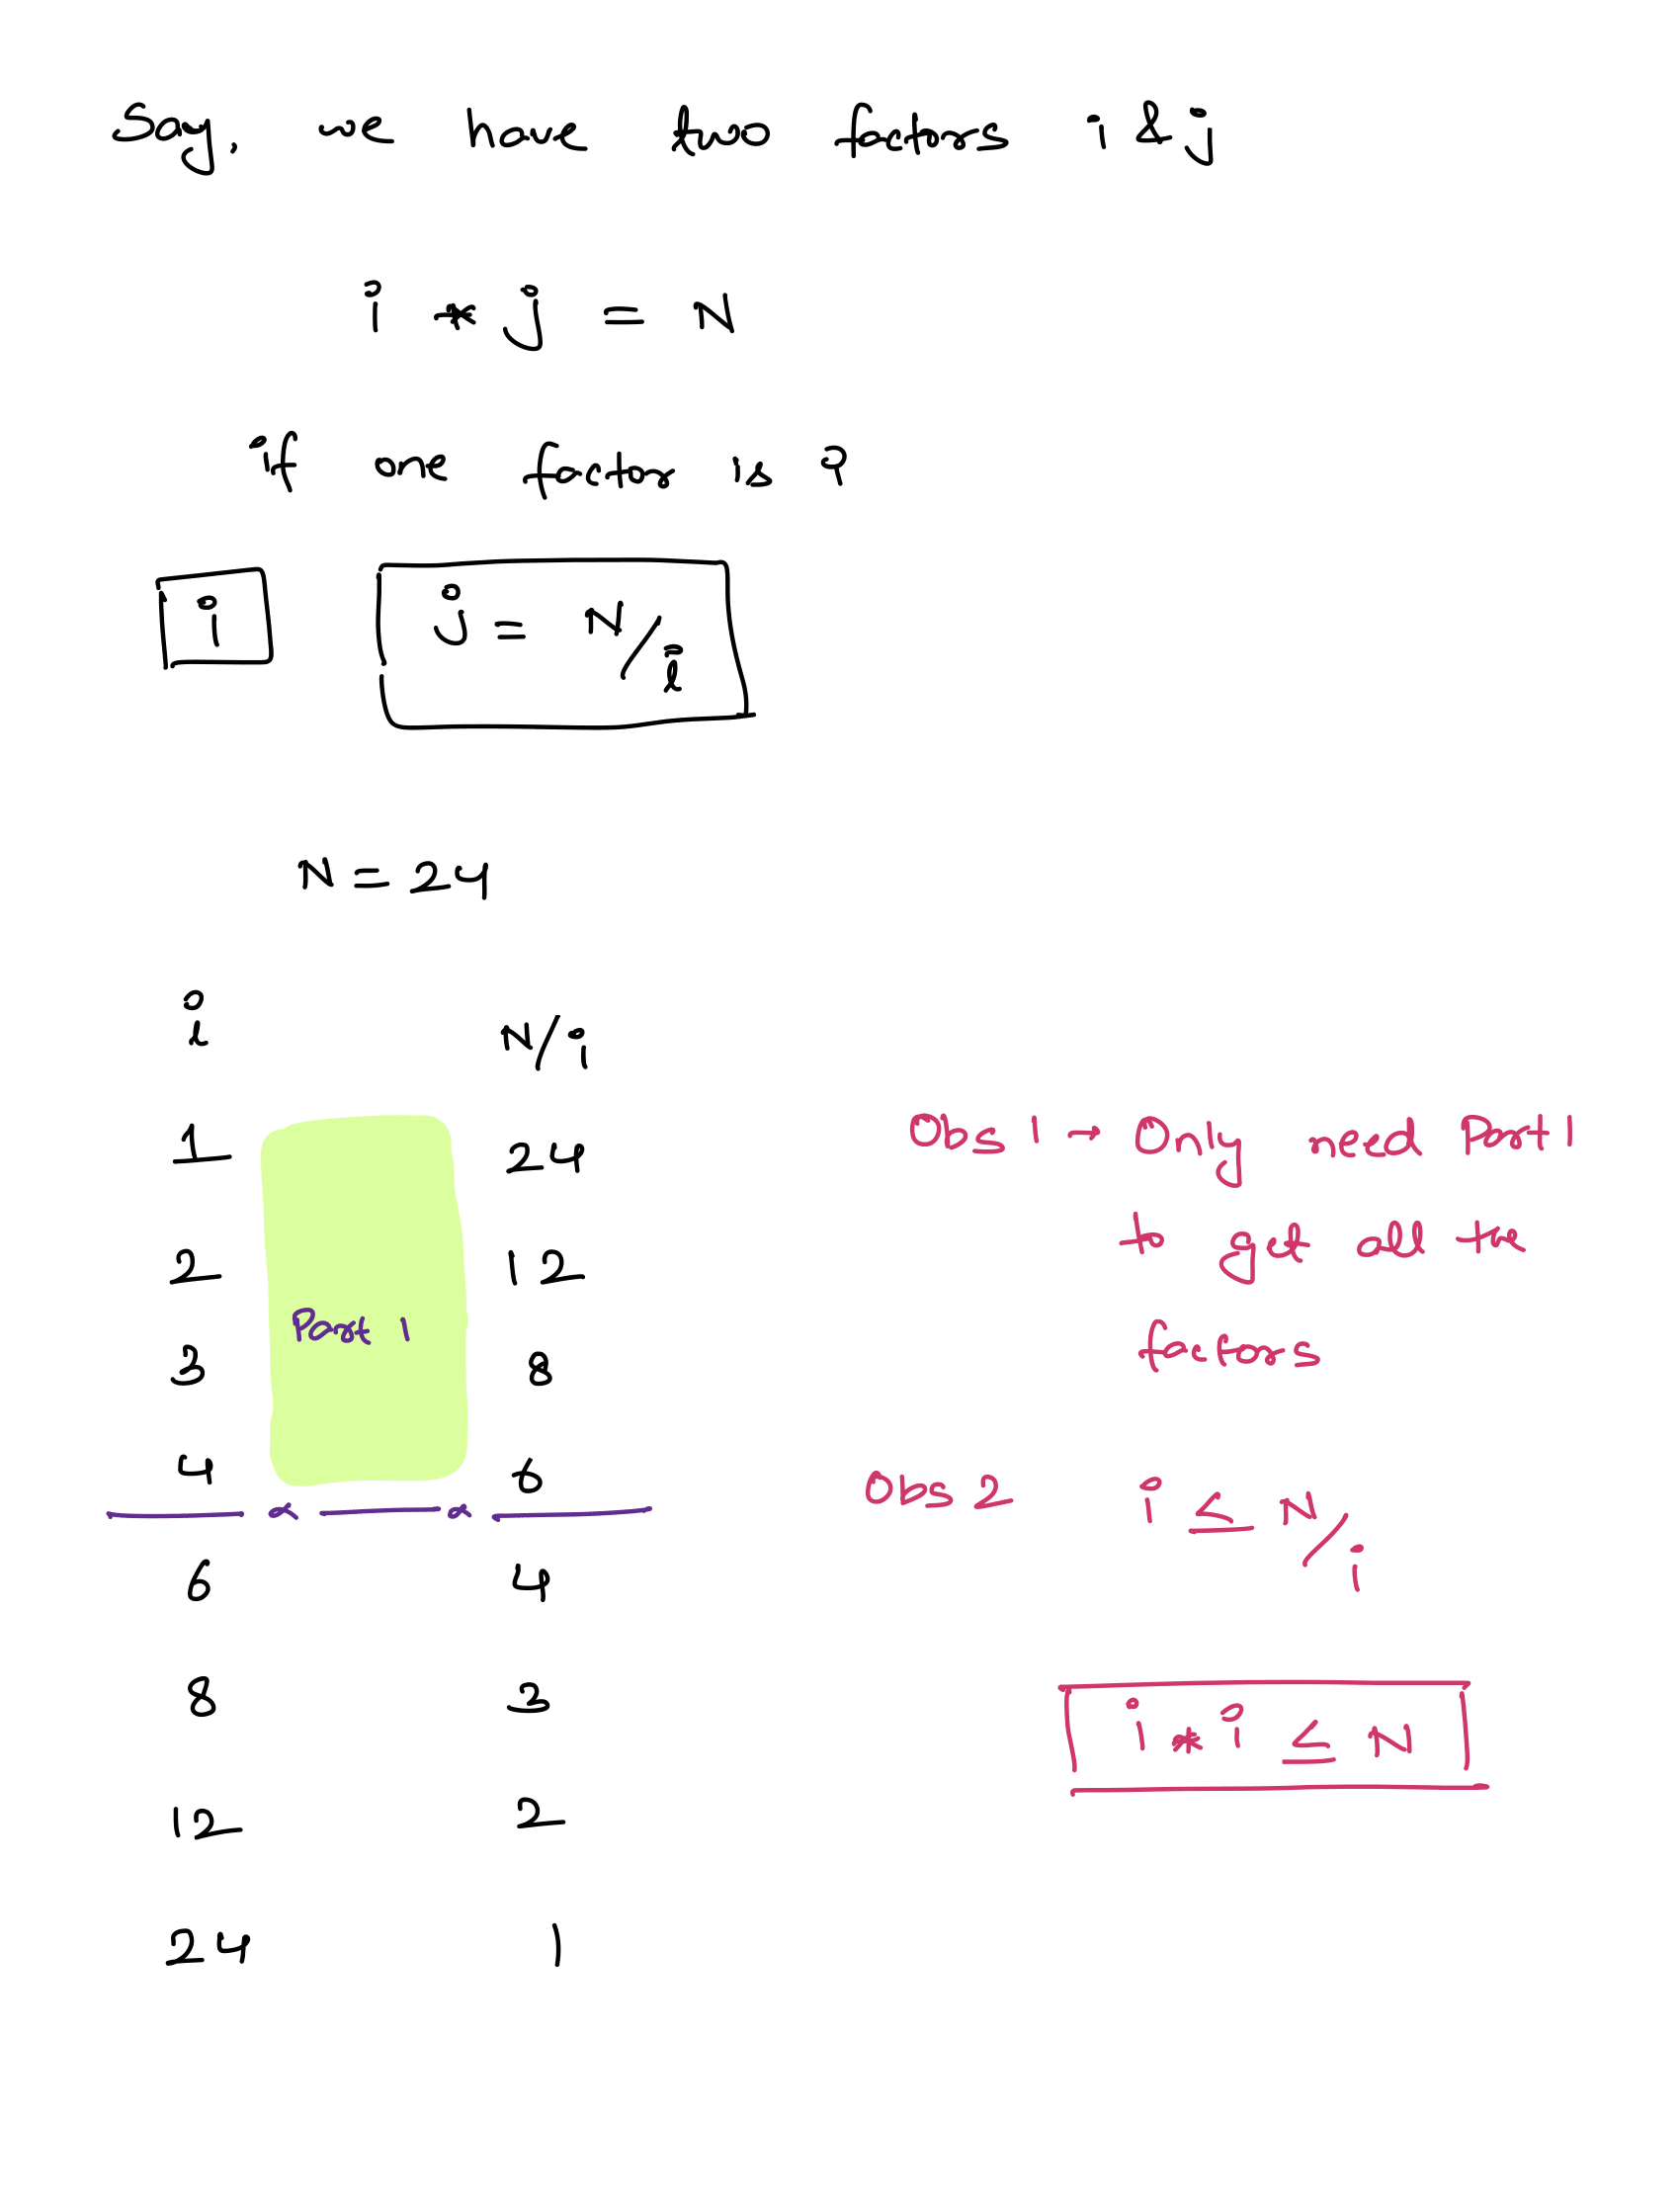 Say, we have two factors i & j
i * j = N
if one factor is i
i j = N/i
N = 24
i N/i
1 24
2 12
Part 1
3 8
4 6
6 4
8 3
12 2
24 1
Obs 1 → Only need Part 1
to get all the
factors
Obs 2 i ≤ N/i
i * i ≤ N